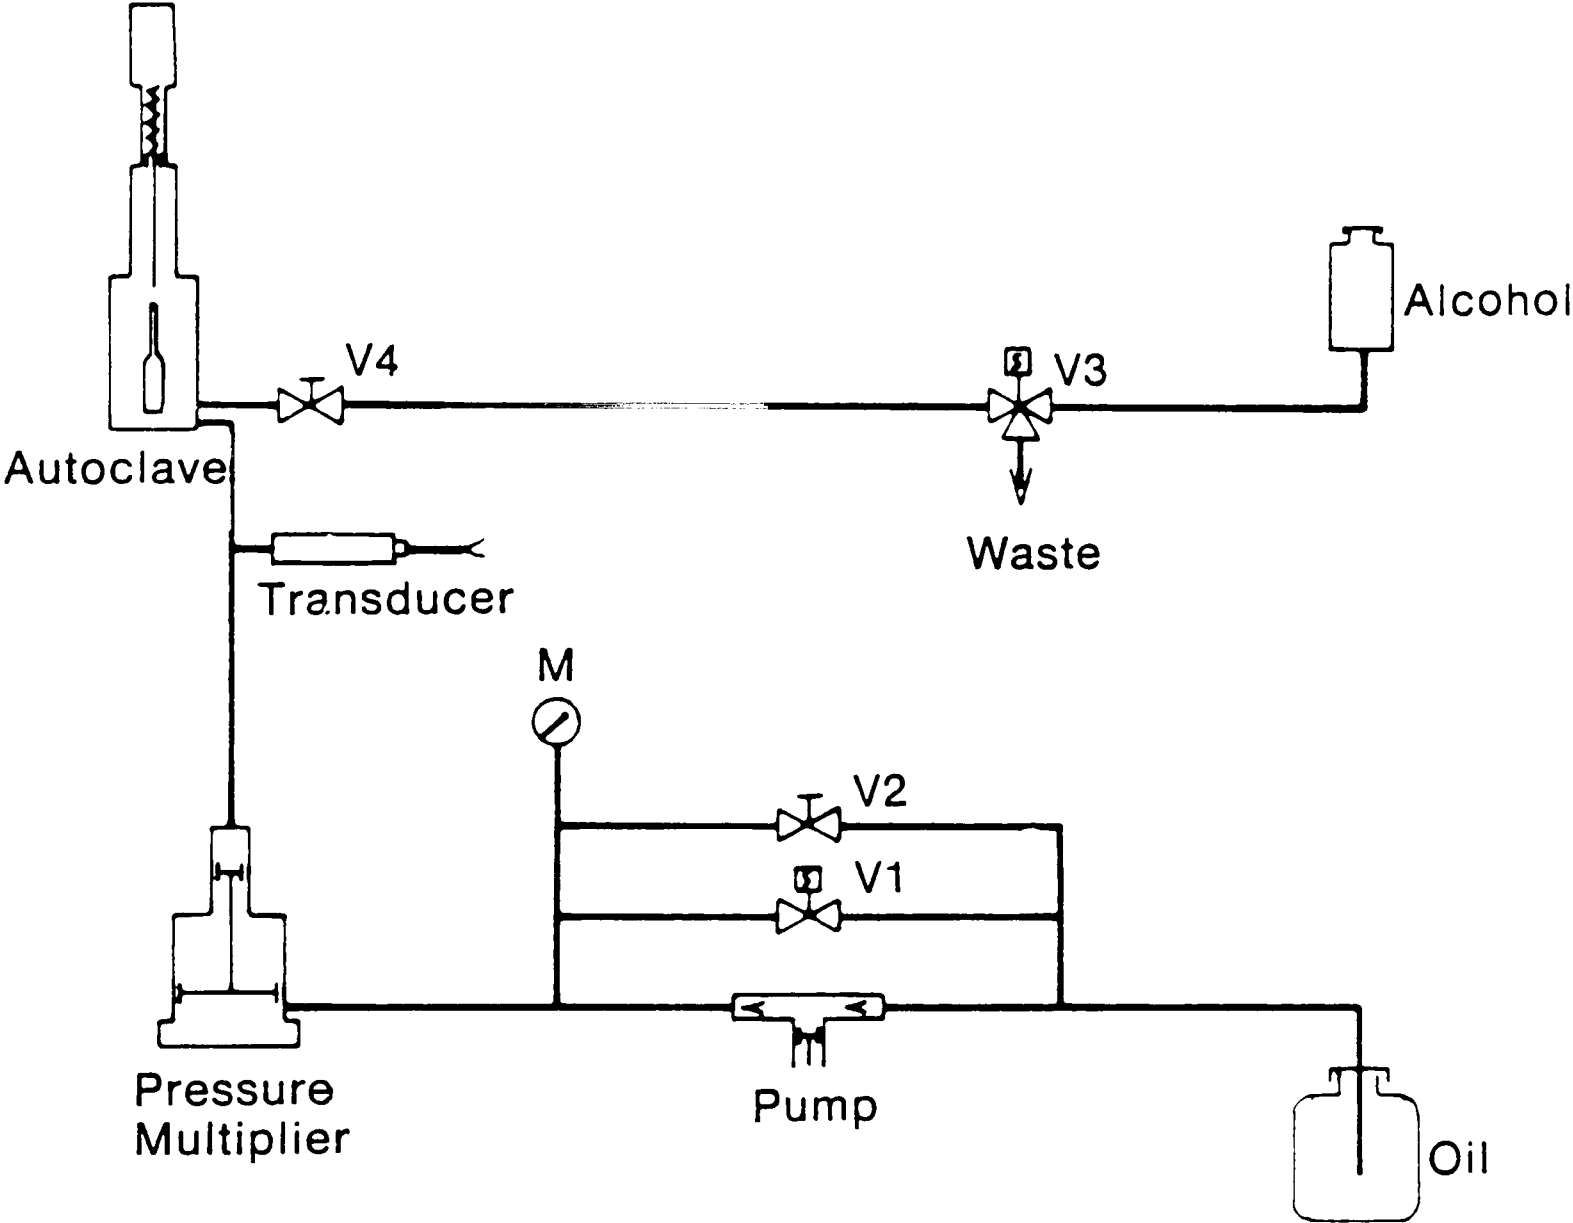 V4
V3
Alcohol
Autoclave
Waste
Transducer
M
V2
V1
Pump
Pressure
Multiplier
Oil